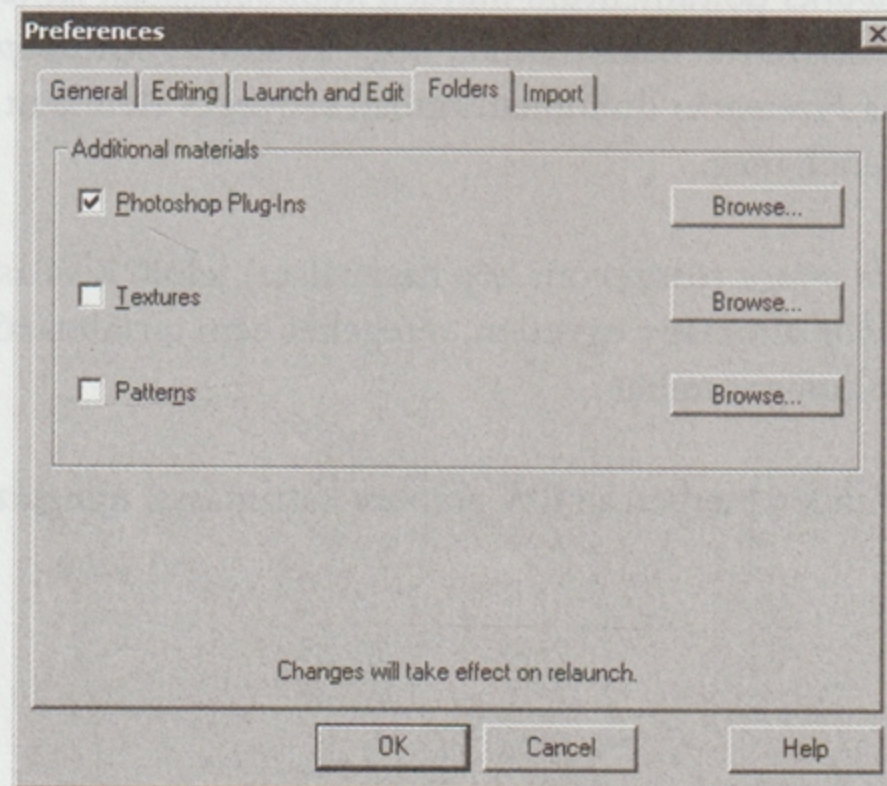 Preferences
General Editing Launch and Edit Folders Import
Additional materials
Photoshop Plug-Ins Browse...
Textures Browse...
Patterns Browse...
Changes will take effect on relaunch.
OK Cancel Help